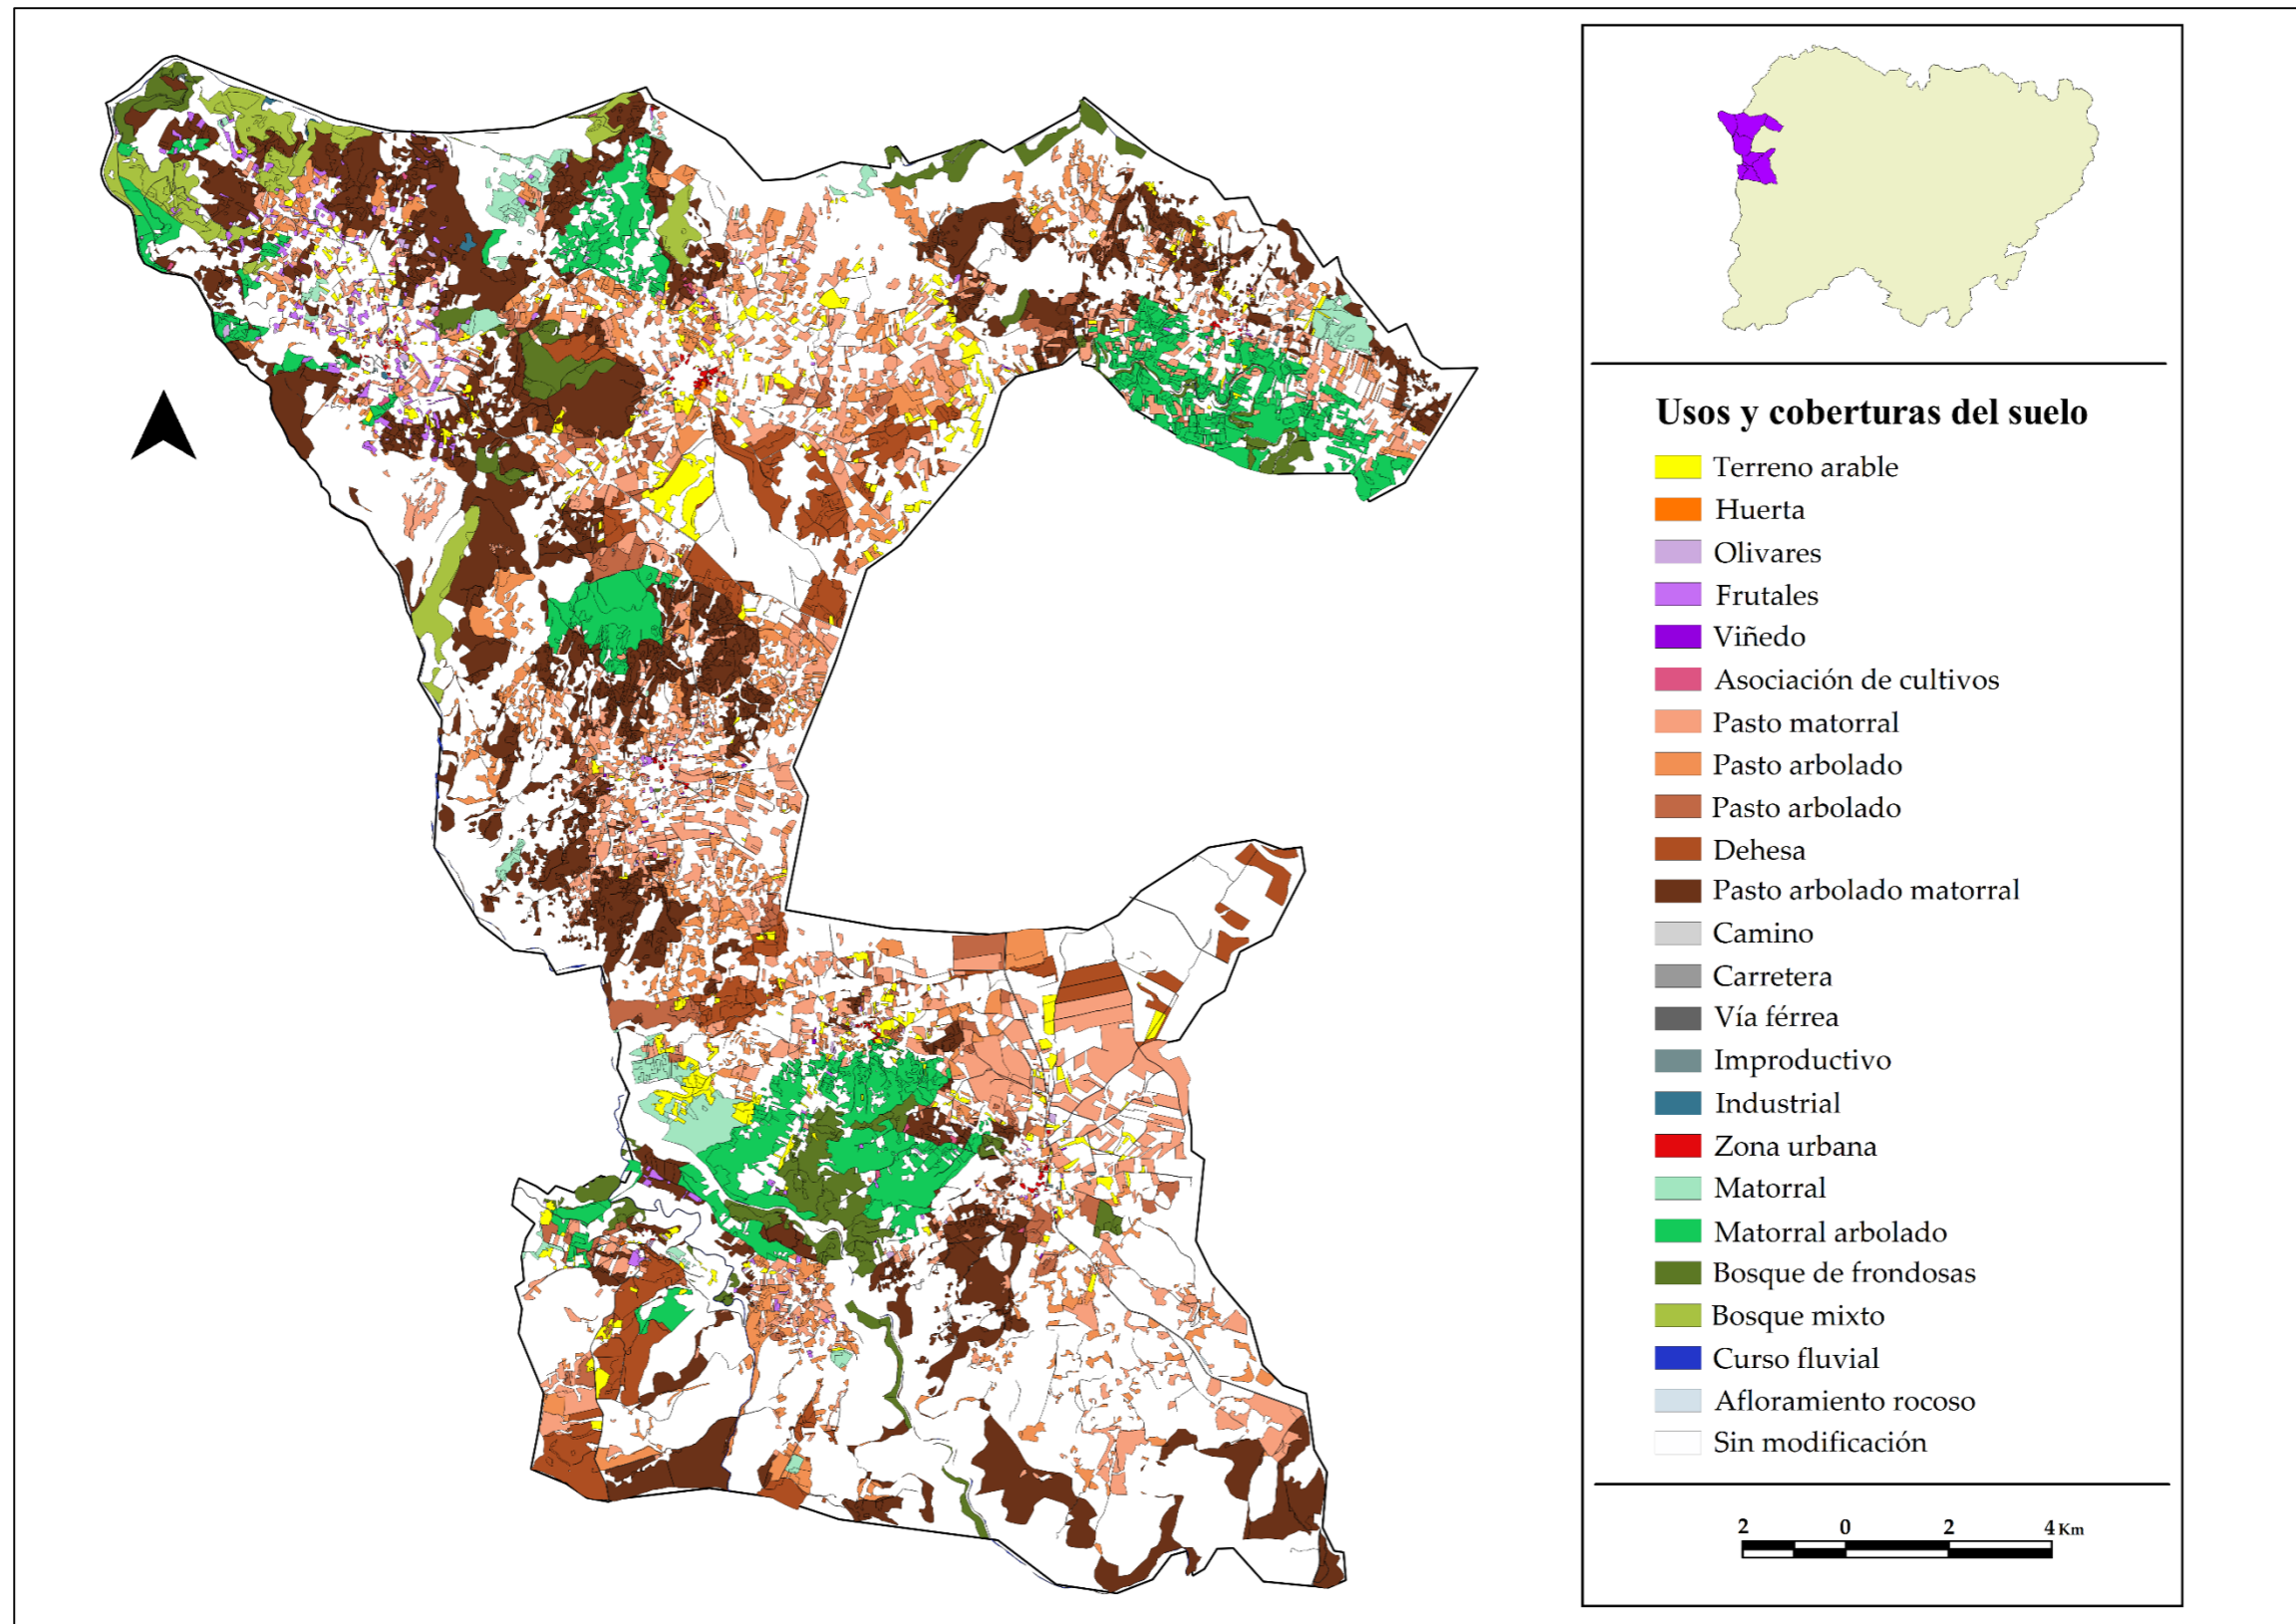 Usos y coberturas del suelo
Terreno arable
Huerta
Olivares
Frutales
Viñedo
Asociación de cultivos
Pasto matorral
Pasto arbolado
Pasto arbolado
Dehesa
Pasto arbolado matorral
Camino
Carretera
Vía férrea
Improductivo
Industrial
Zona urbana
Matorral
Matorral arbolado
Bosque de frondosas
Bosque mixto
Curso fluvial
Afloramiento rocoso
Sin modificación
2 0 2 4 Km